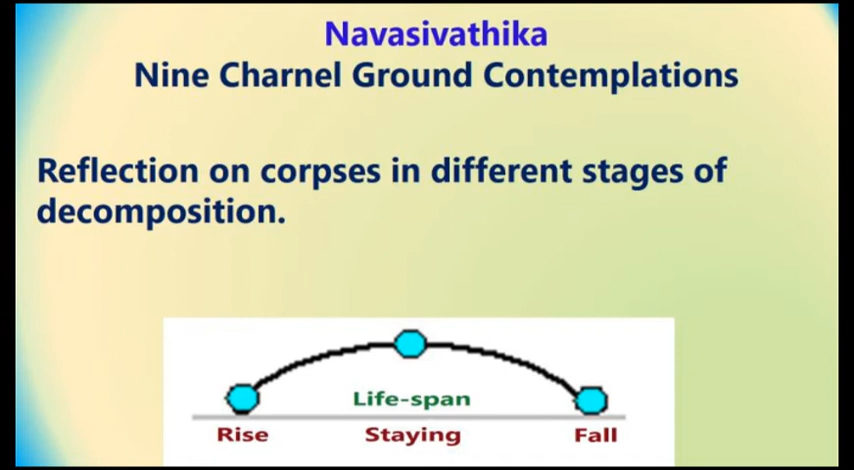 Navasivathika
Nine Charnel Ground Contemplations
Reflection on corpses in different stages of
decomposition.
Life-span
Rise Staying Fall